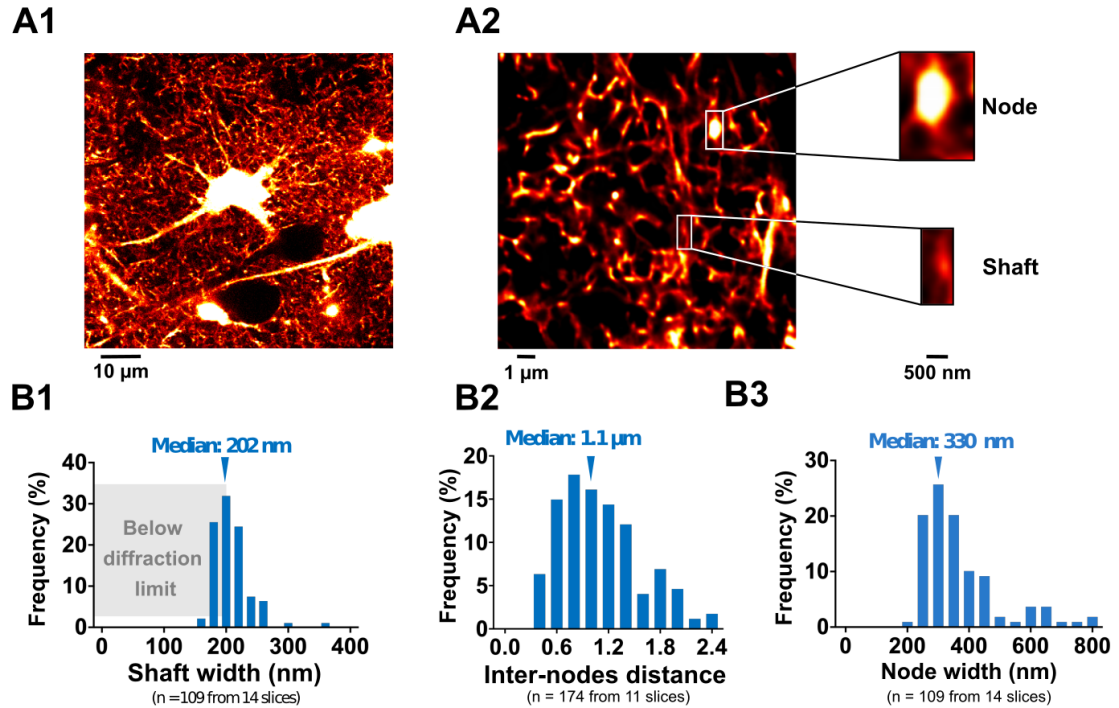 A1
A2
Node
Shaft
10 µm
1 µm
500 nm
B1
B2
B3
Median: 202 nm
Median: 1.1 µm
Median: 330 nm
Frequency (%)
40
30
20
10
0
Below
diffraction
limit
0 100 200 300 400
Shaft width (nm)
(n = 109 from 14 slices)
Frequency (%)
20
15
10
5
0
0.0 0.6 1.2 1.8 2.4
Inter-nodes distance
(n = 174 from 11 slices)
Frequency (%)
30
20
10
0
0 200 400 600 800
Node width (nm)
(n = 109 from 14 slices)